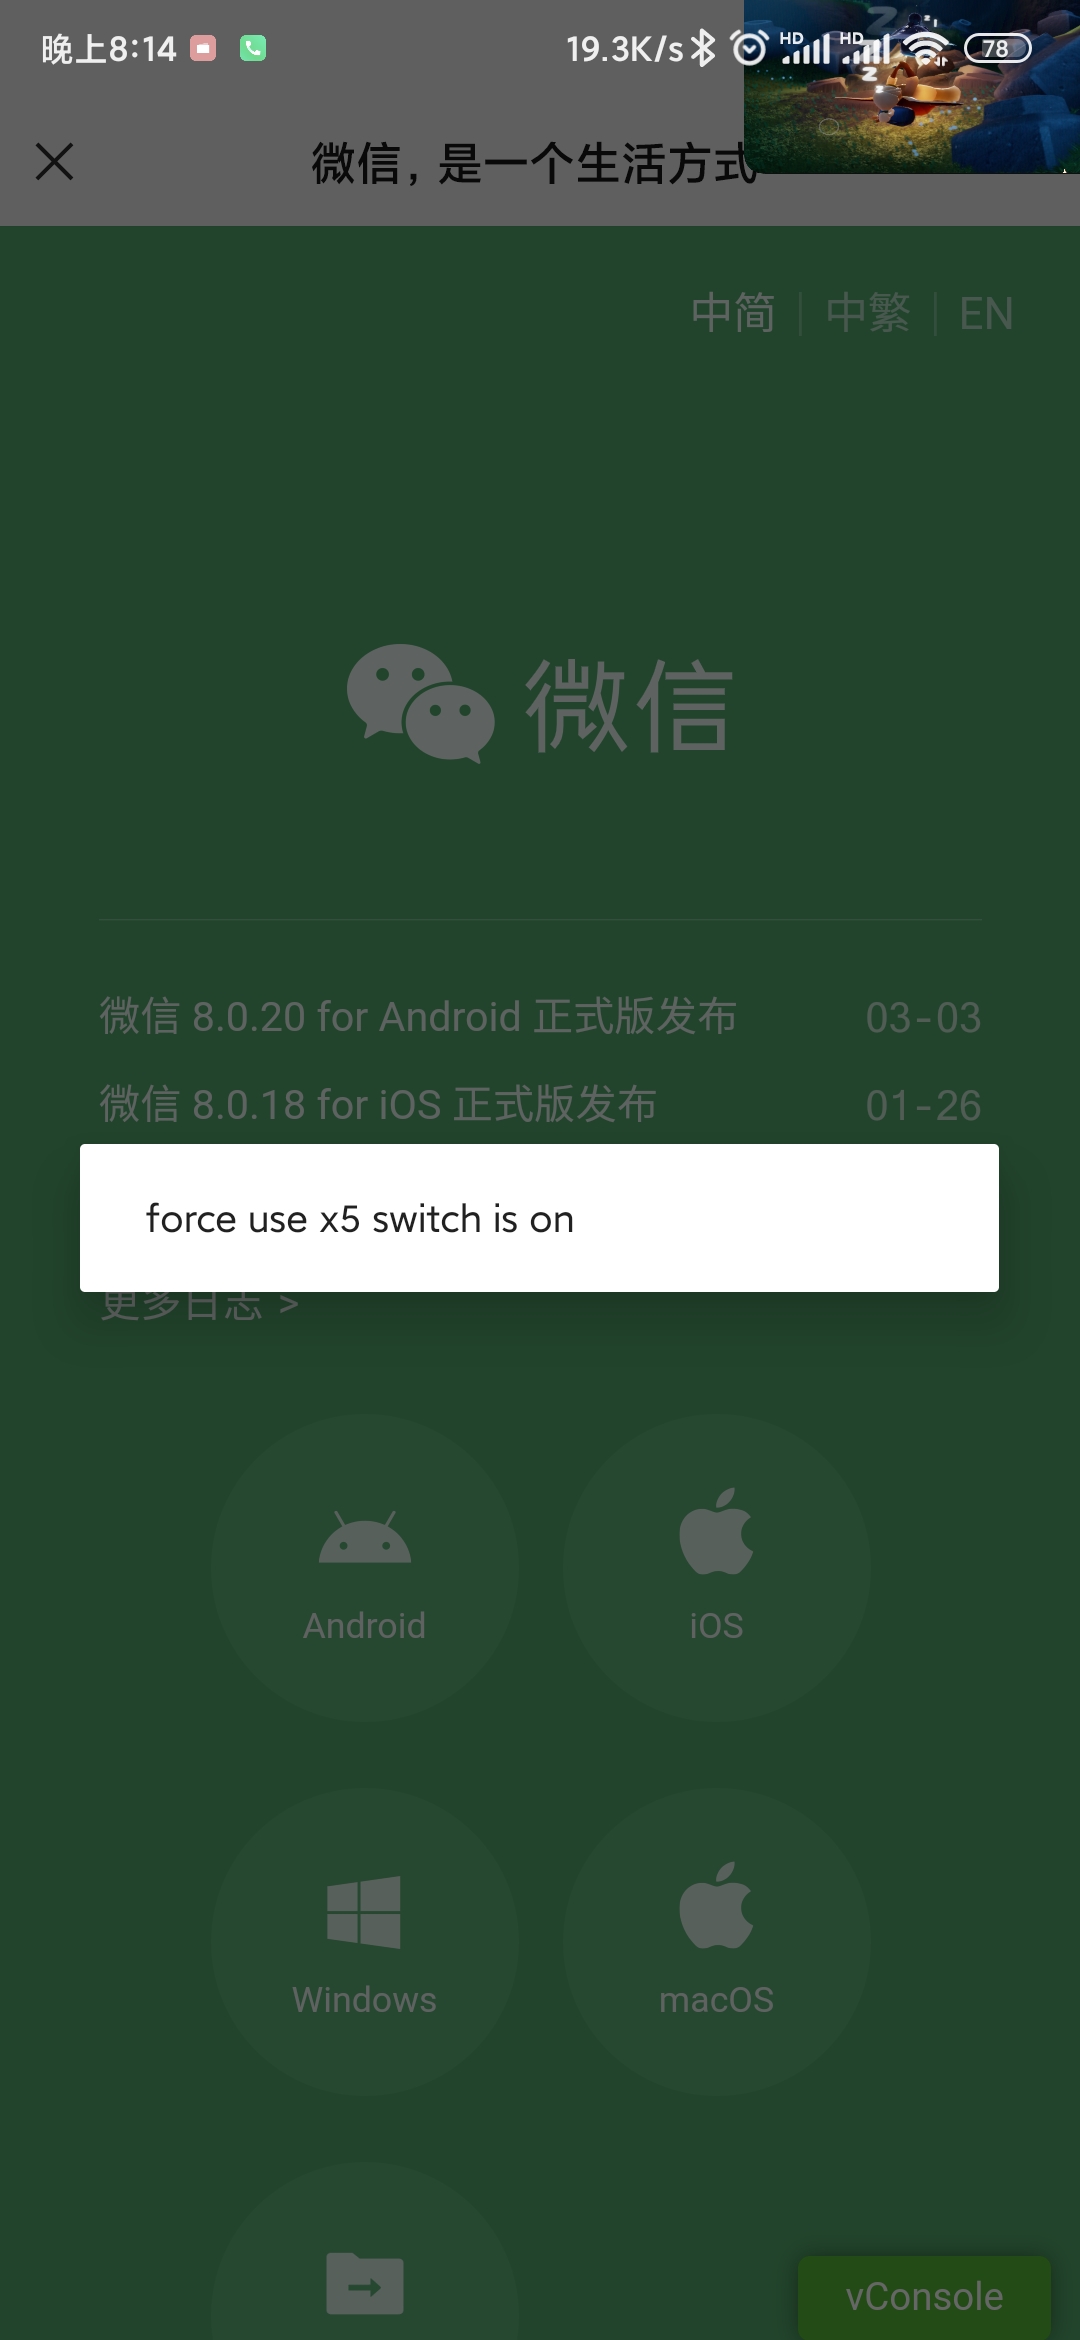 晚上8:14
19.3K/s
HD
HD
78
微信，是一个生活方式
中简 | 中繁 | EN
微信
微信 8.0.20 for Android 正式版发布 03-03
微信 8.0.18 for iOS 正式版发布 01-26
force use x5 switch is on
更多日志 >
Android
iOS
Windows
macOS
vConsole